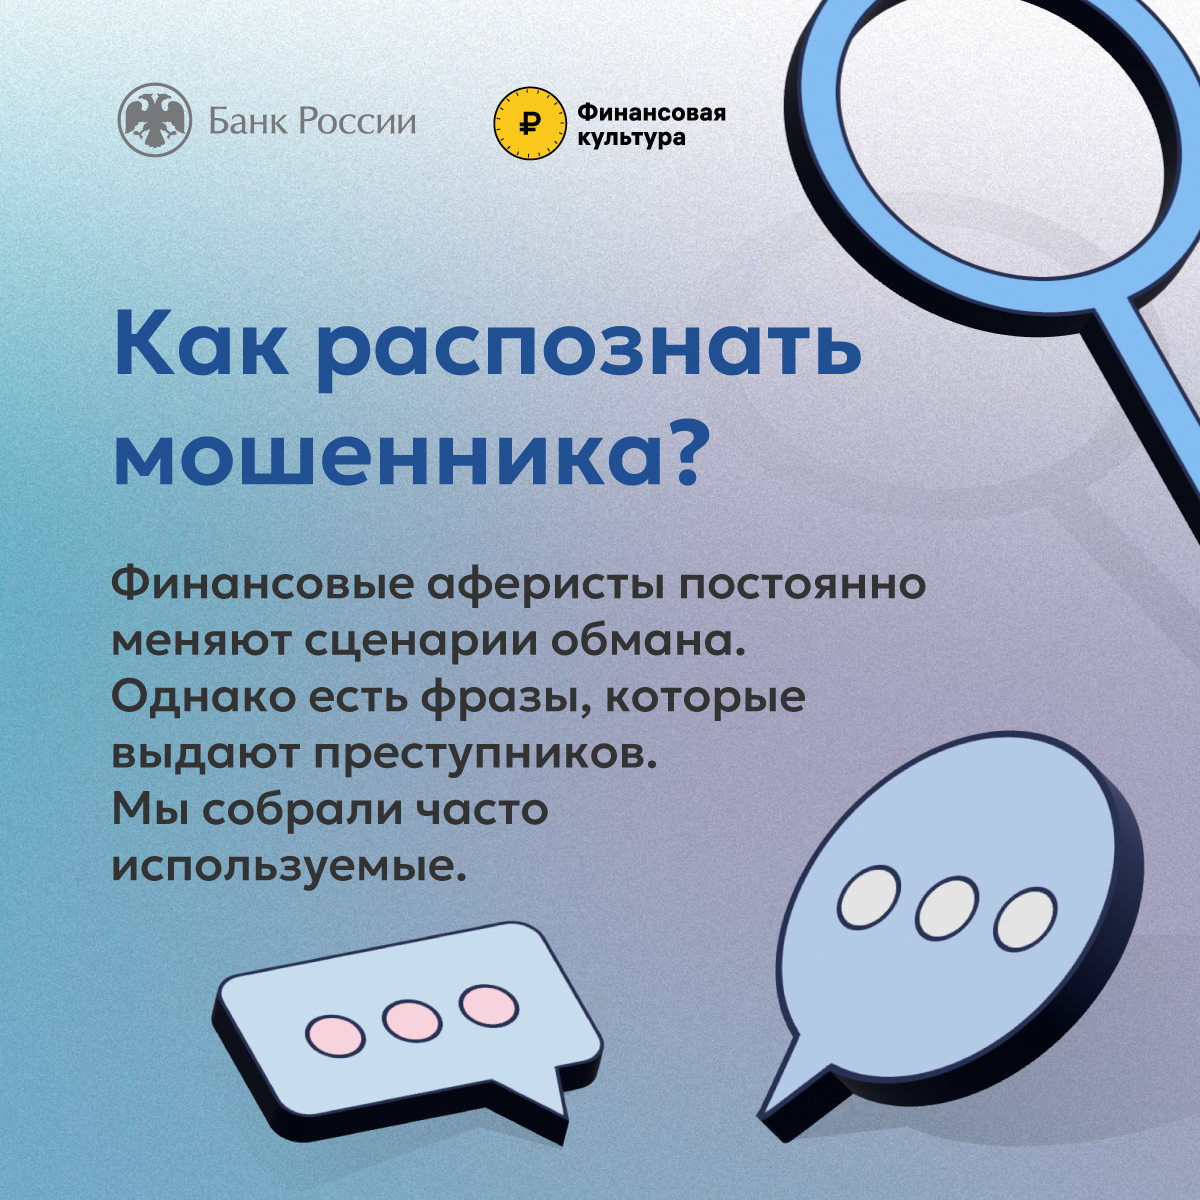 Банк России
Финансовая
культура
₽
Как распознать
мошенника?
Финансовые аферисты постоянно
меняют сценарии обмана.
Однако есть фразы, которые
выдают преступников.
Мы собрали часто
используемые.